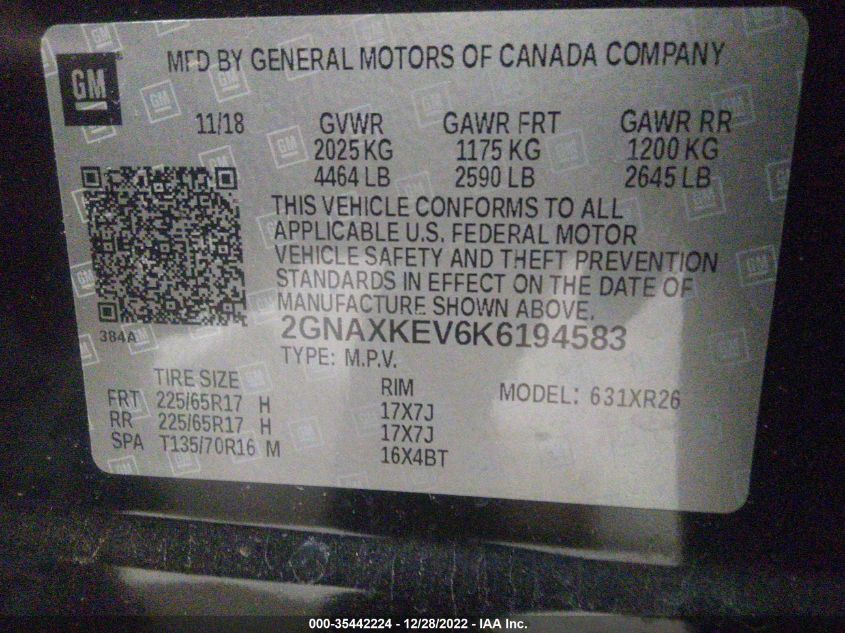 MFD BY GENERAL MOTORS OF CANADA COMPANY
GM
11/18 GVWR GAWR FRT GAWR RR
2025 KG 1175 KG 1200 KG
4464 LB 2590 LB 2645 LB
THIS VEHICLE CONFORMS TO ALL
APPLICABLE U.S. FEDERAL MOTOR
VEHICLE SAFETY AND THEFT PREVENTION
STANDARDS IN EFFECT ON THE DATE OF
MANUFACTURE SHOWN ABOVE.
384A
2GNAXKEV6K6194583
TYPE: M.P.V.
TIRE SIZE RIM MODEL: 631XR26
FRT 225/65R17 H 17X7J
RR 225/65R17 H 17X7J
SPA T135/70R16 M 16X4BT
000-35442224 - 12/28/2022 - IAA Inc.